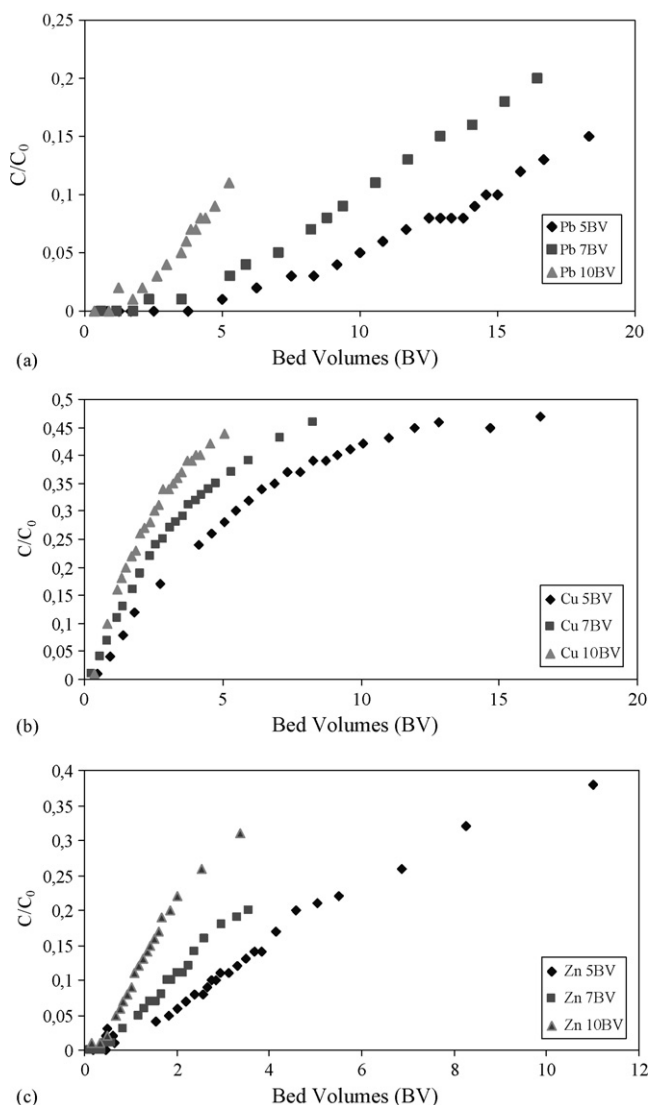 0,25
0,2
0,15
0,1
0,05
0
C/C₀
0 5 10 15 20
Bed Volumes (BV)
Pb 5BV
Pb 7BV
Pb 10BV
(a)
0,5
0,45
0,4
0,35
0,3
0,25
0,2
0,15
0,1
0,05
0
C/C₀
0 5 10 15 20
Bed Volumes (BV)
Cu 5BV
Cu 7BV
Cu 10BV
(b)
0,4
0,35
0,3
0,25
0,2
0,15
0,1
0,05
0
C/C₀
0 2 4 6 8 10 12
Bed Volumes (BV)
Zn 5BV
Zn 7BV
Zn 10BV
(c)